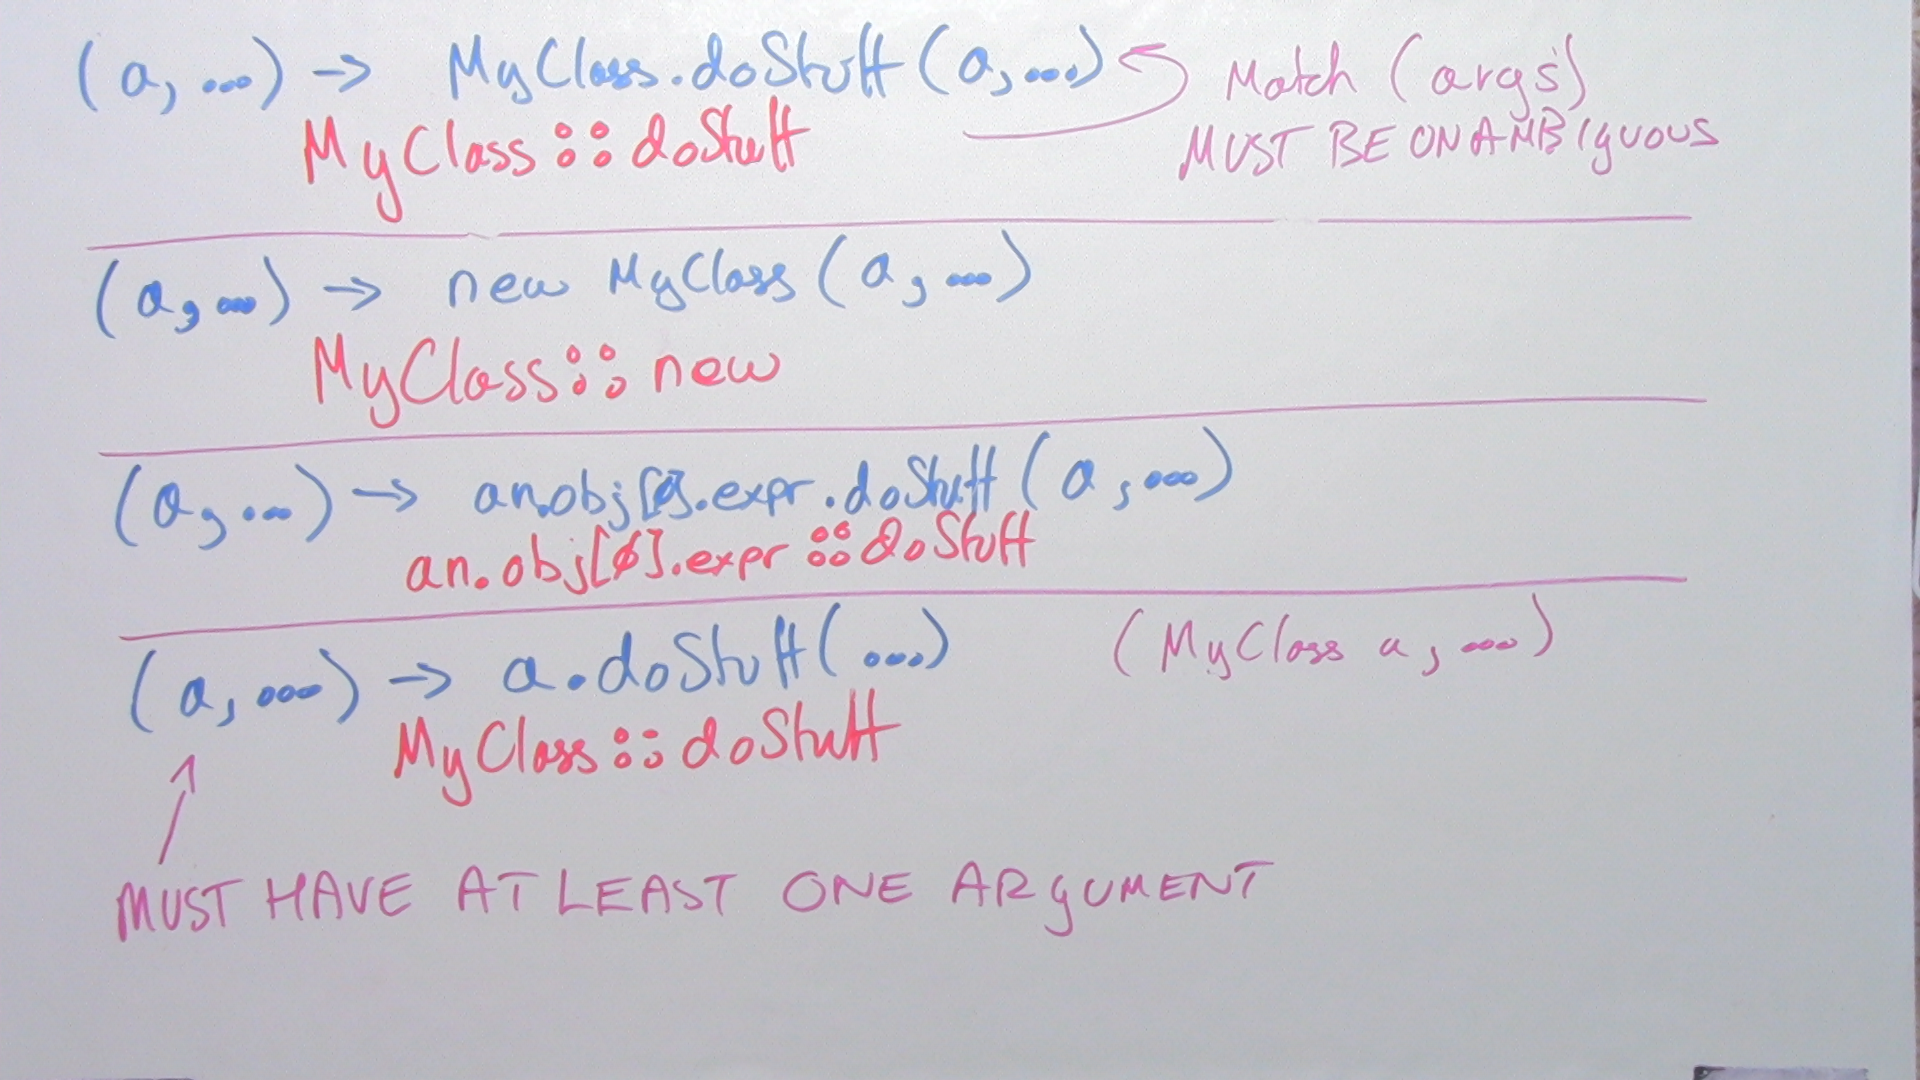 (a, ...) -> MyClass.doStuff(a, ...) Match (args)
MyClass::doStuff MUST BE ONAMBIGUOUS
(a, ...) -> new MyClass(a, ...)
MyClass::new
(a, ...) -> an.obj[0].expr.doStuff(a, ...)
an.obj[0].expr::doStuff
(a, ...) -> a.doStuff(...) (MyClass a, ...)
MyClass::doStuff
MUST HAVE AT LEAST ONE ARGUMENT